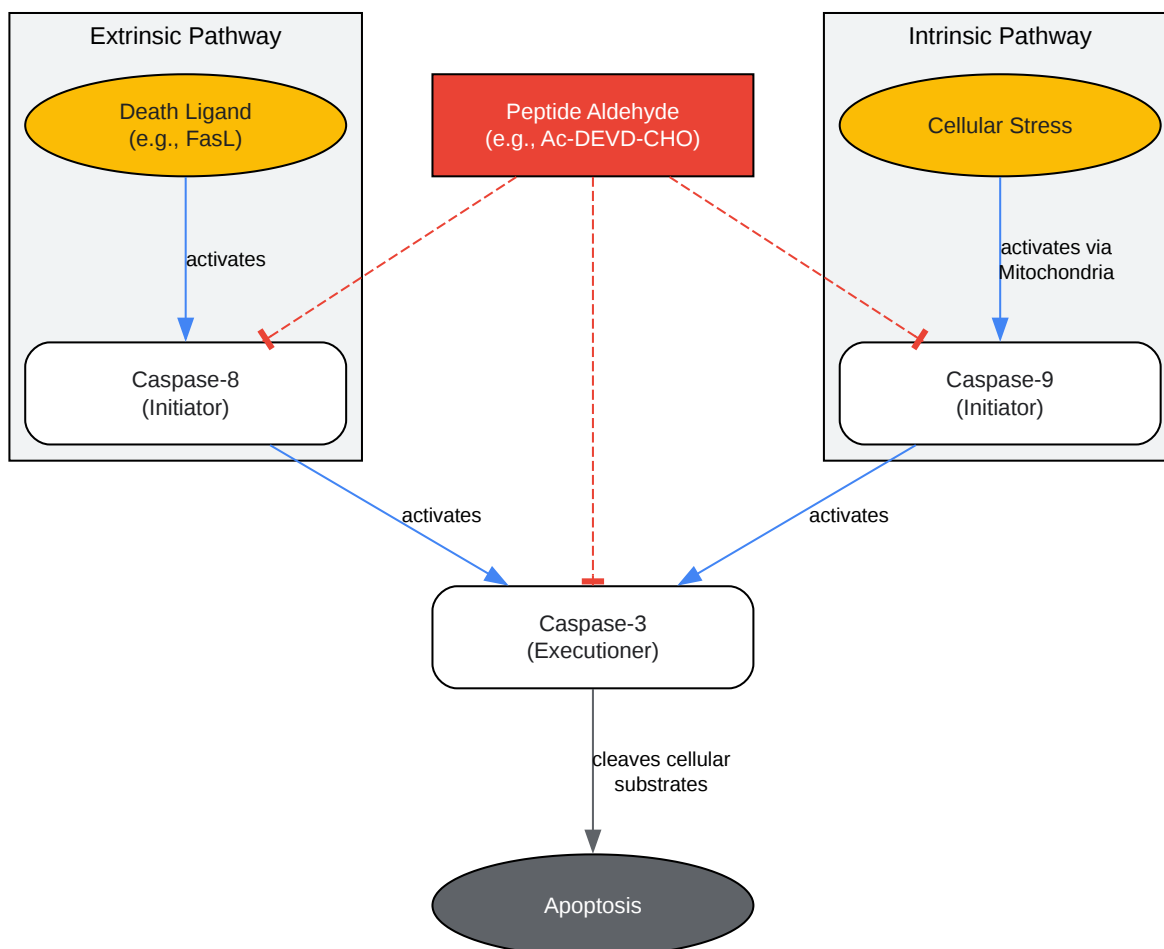 Extrinsic Pathway
Intrinsic Pathway
Death Ligand
(e.g., FasL)
Peptide Aldehyde
(e.g., Ac-DEVD-CHO)
Cellular Stress
activates
activates via
Mitochondria
Caspase-8
(Initiator)
Caspase-9
(Initiator)
activates
activates
Caspase-3
(Executioner)
cleaves cellular
substrates
Apoptosis